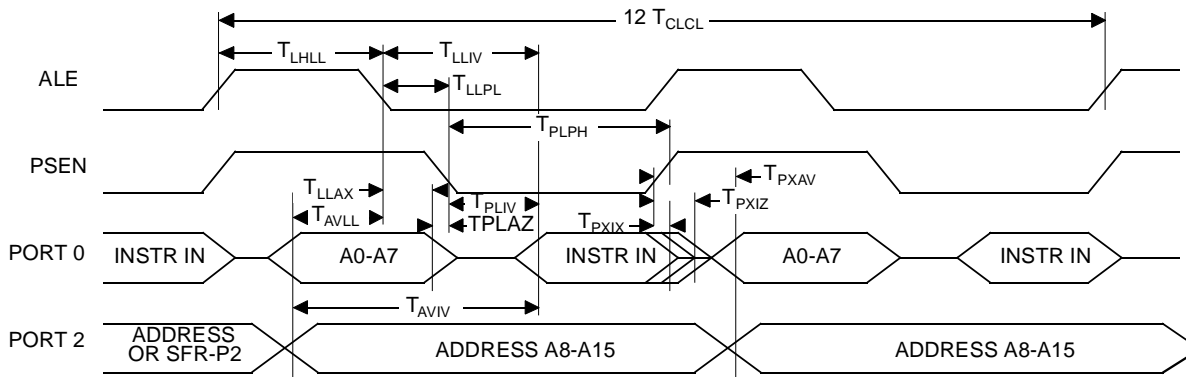 12 TCLCL
TLHLL TLLIV
ALE
TLLPL
TPLPH
PSEN
TLLAX TPLIV TPXAV
TAVLL TPLAZ TPXIX TPXIZ
PORT 0 INSTR IN A0-A7 INSTR IN A0-A7 INSTR IN
TAVIV
PORT 2 ADDRESS OR SFR-P2 ADDRESS A8-A15 ADDRESS A8-A15